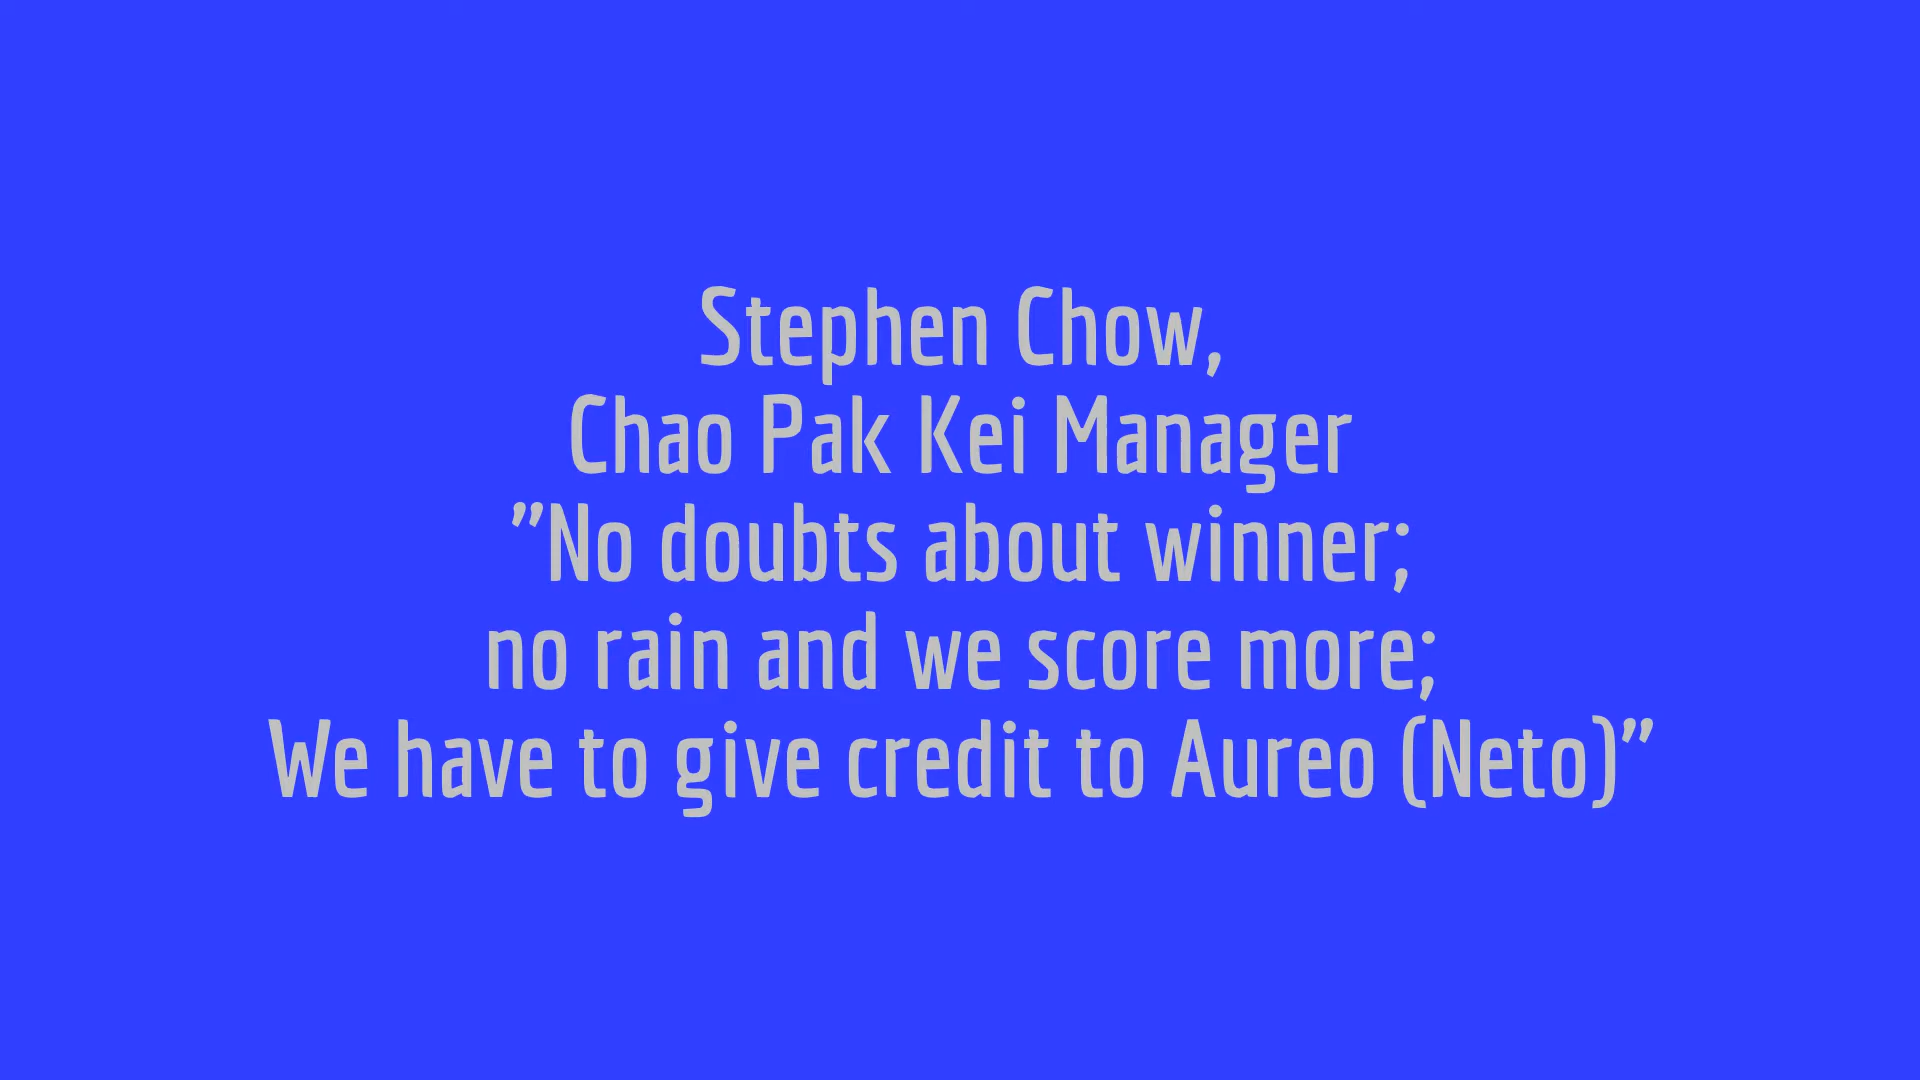 Stephen Chow,
Chao Pak Kei Manager
”No doubts about winner;
no rain and we score more;
We have to give credit to Aureo (Neto)”